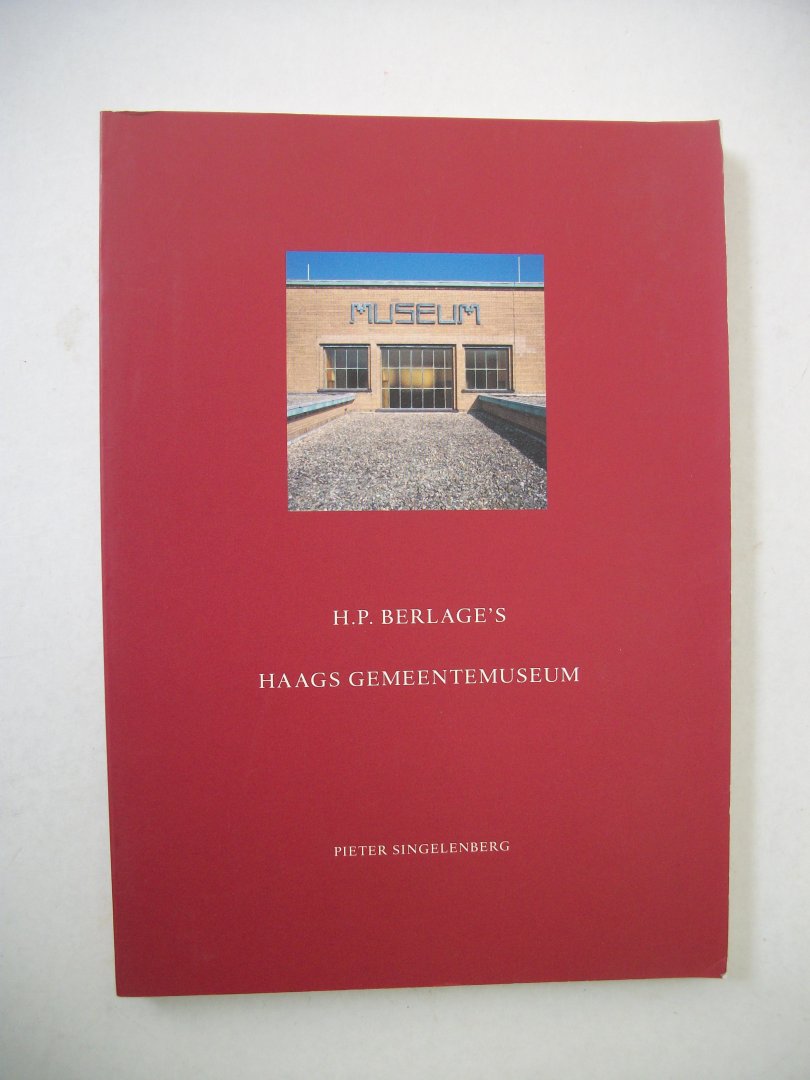 MUSEUM
H.P. BERLAGE'S
HAAGS GEMEENTEMUSEUM
PIETER SINGELENBERG